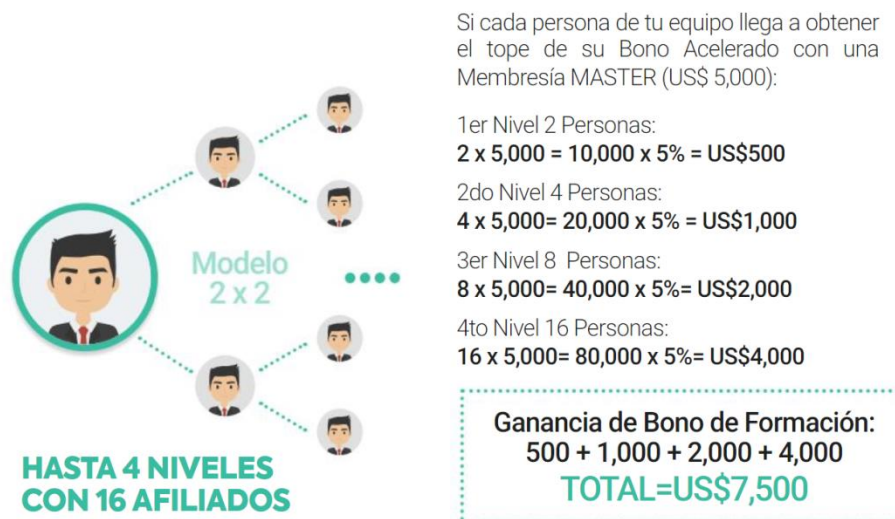 Si cada persona de tu equipo llega a obtener
el tope de su Bono Acelerado con una
Membresía MASTER (US$ 5,000):
1er Nivel 2 Personas:
2 x 5,000 = 10,000 x 5% = US$500
2do Nivel 4 Personas:
4 x 5,000= 20,000 x 5% = US$1,000
3er Nivel 8 Personas:
8 x 5,000= 40,000 x 5%= US$2,000
4to Nivel 16 Personas:
16 x 5,000= 80,000 x 5%= US$4,000
Modelo
2 x 2
HASTA 4 NIVELES
CON 16 AFILIADOS
Ganancia de Bono de Formación:
500 + 1,000 + 2,000 + 4,000
TOTAL=US$7,500